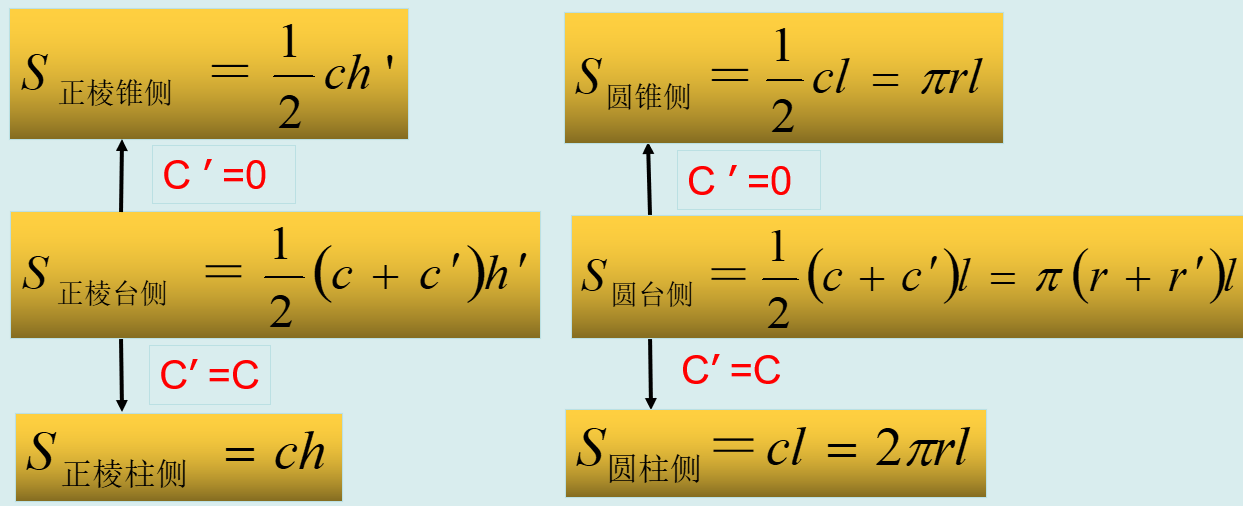 S正棱锥侧 = 1/2 ch'
S圆锥侧 = 1/2 cl = πrl
C′=0
C′=0
S正棱台侧 = 1/2 (c + c′)h′
S圆台侧 = 1/2 (c + c′)l = π(r + r′)l
C′=C
C′=C
S正棱柱侧 = ch
S圆柱侧 = cl = 2πrl